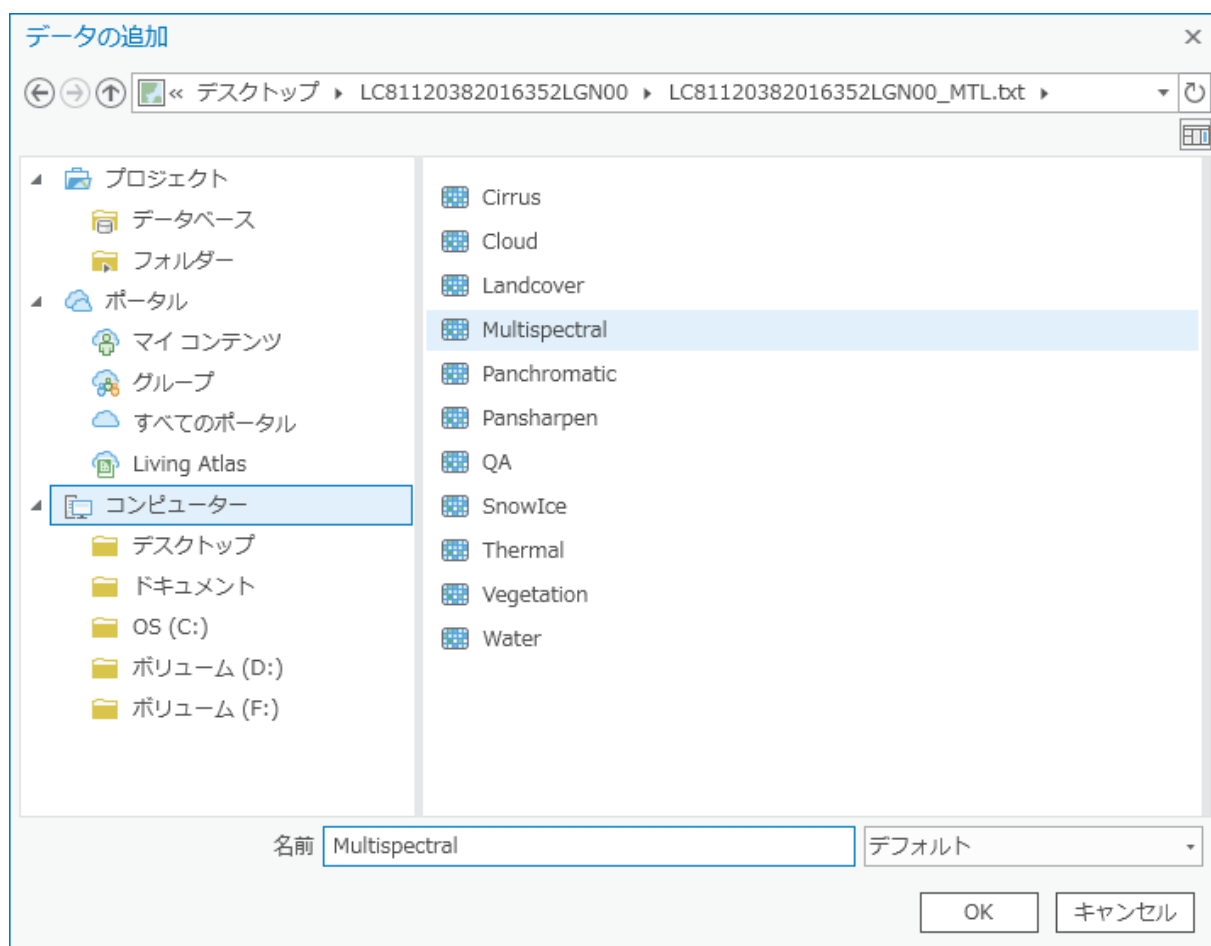 データの追加
« デスクトップ ▸ LC81120382016352LGN00 ▸ LC81120382016352LGN00_MTL.txt ▸
プロジェクト
データベース
フォルダー
ポータル
マイ コンテンツ
グループ
すべてのポータル
Living Atlas
コンピューター
デスクトップ
ドキュメント
OS (C:)
ボリューム (D:)
ボリューム (F:)
Cirrus
Cloud
Landcover
Multispectral
Panchromatic
Pansharpen
QA
SnowIce
Thermal
Vegetation
Water
名前 Multispectral デフォルト
OK キャンセル